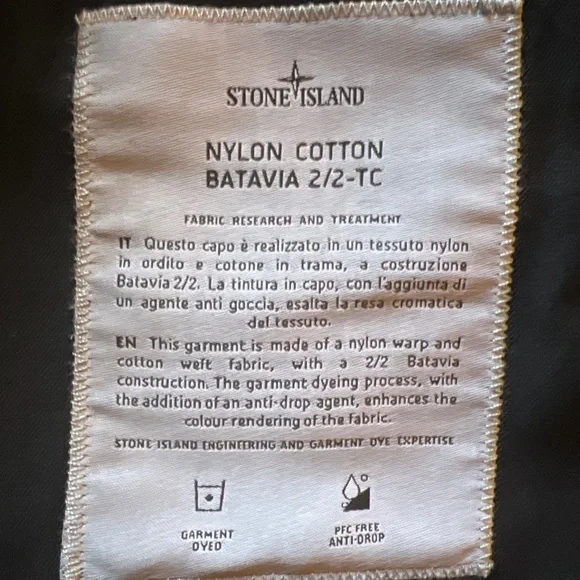 STONE ISLAND
NYLON COTTON
BATAVIA 2/2-TC
FABRIC RESEARCH AND TREATMENT
IT Questo capo è realizzato in un tessuto nylon
in ordito e cotone in trama, a costruzione
Batavia 2/2. La tintura in capo, con l'aggiunta di
un agente anti goccia, esalta la resa cromatica
del tessuto.
EN This garment is made of a nylon warp and
cotton weft fabric, with a 2/2 Batavia
construction. The garment dyeing process, with
the addition of an anti-drop agent, enhances the
colour rendering of the fabric.
STONE ISLAND ENGINEERING AND GARMENT DYE EXPERTISE
GARMENT
DYED
PFC FREE
ANTI-DROP